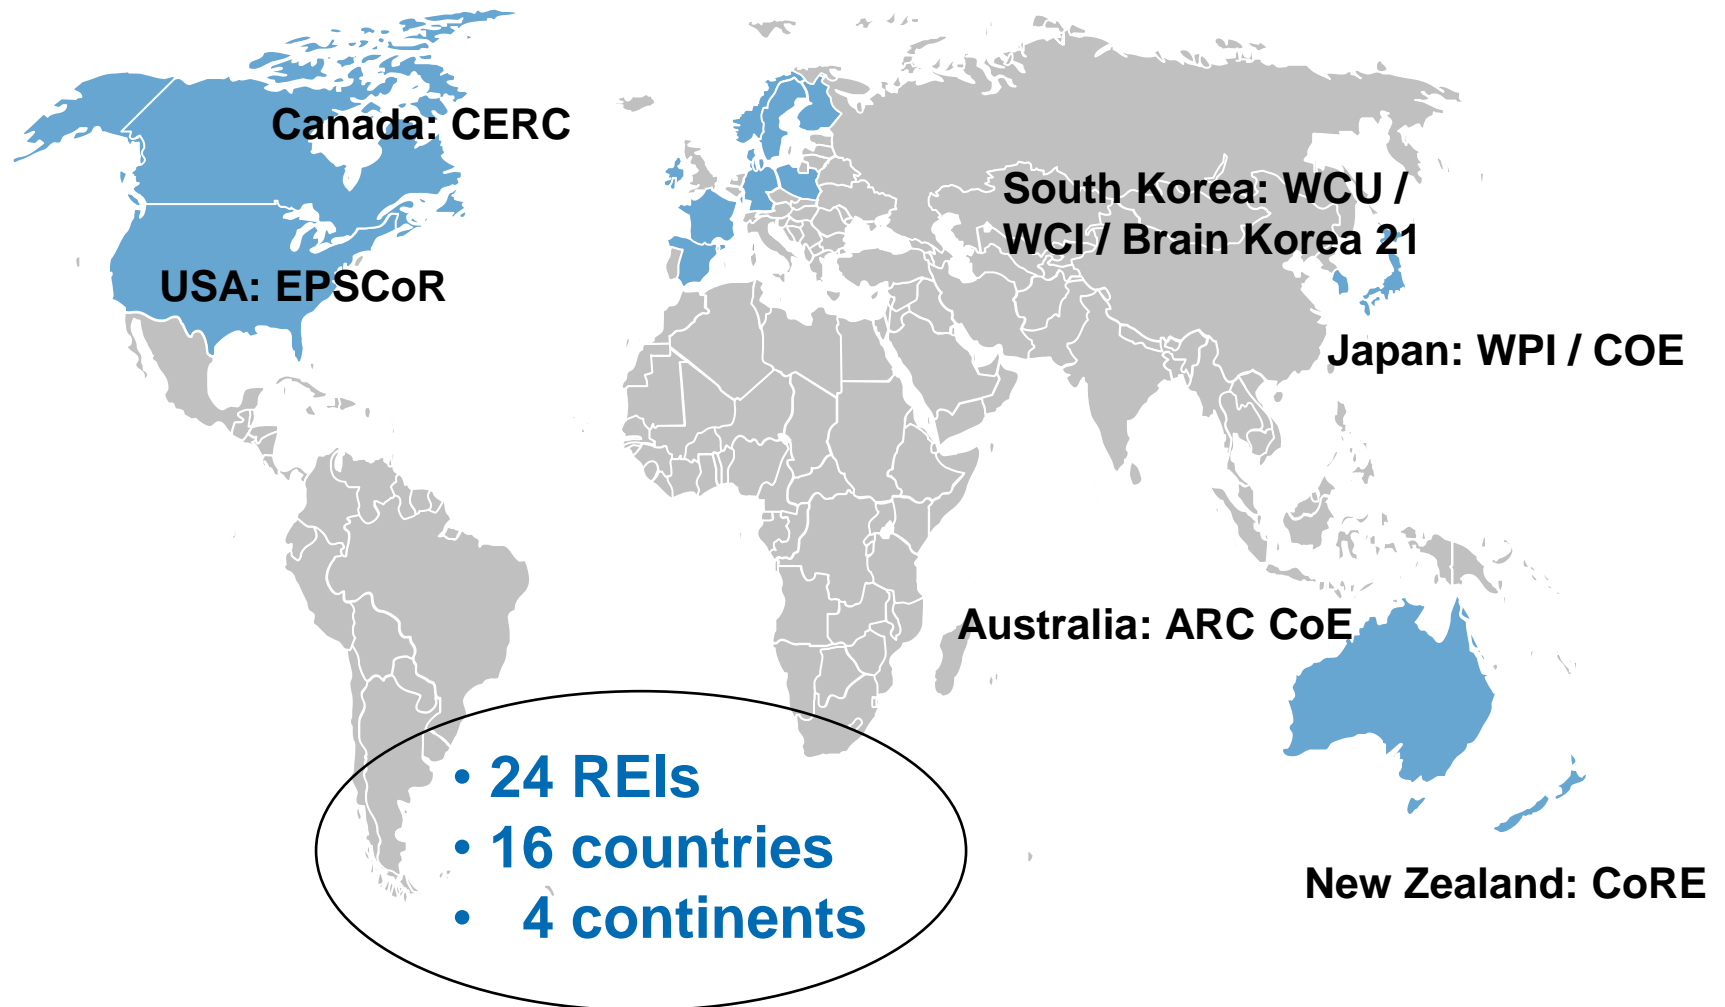 Canada: CERC
South Korea: WCU /
WCI / Brain Korea 21
USA: EPSCoR
Japan: WPI / COE
Australia: ARC CoE
• 24 REIs
• 16 countries
• 4 continents
New Zealand: CoRE